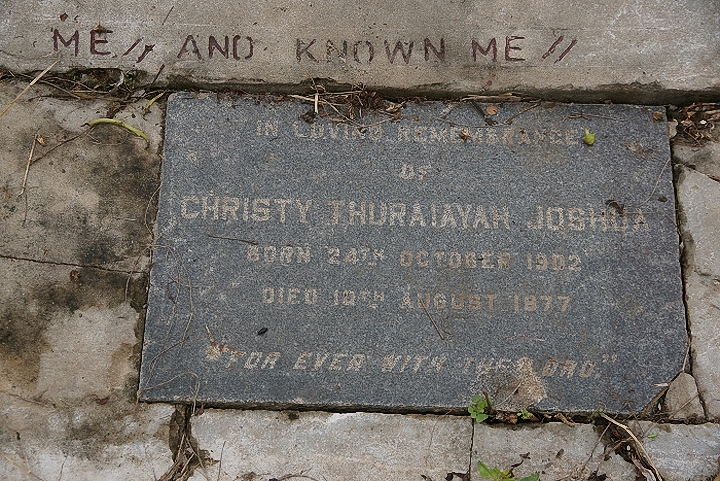 ME // AND KNOWN ME //
IN LOVING REMEMBRANCE
OF
CHRISTY THURAIAYAH JOSHUA
BORN 24TH OCTOBER 1902
DIED 19TH AUGUST 1977
"FOR EVER WITH THE LORD."